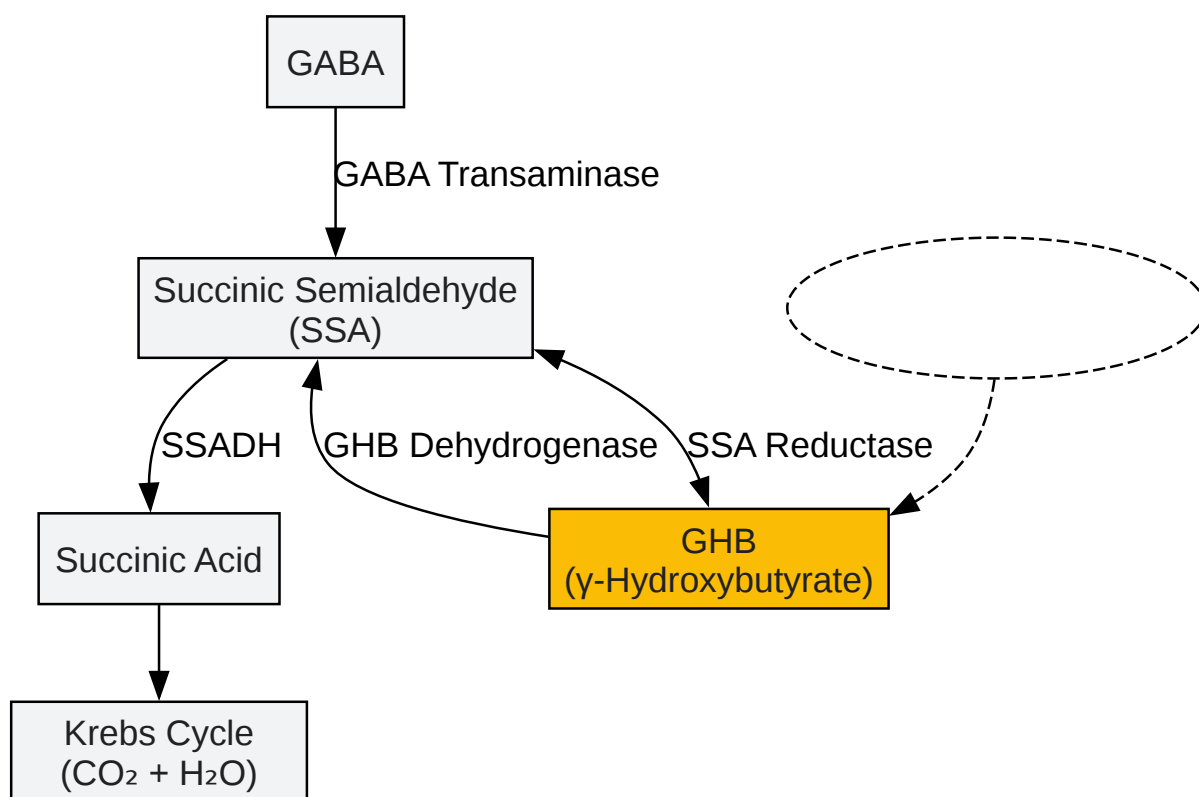 GABA
GABA Transaminase
Succinic Semialdehyde
(SSA)
SSADH
GHB Dehydrogenase
SSA Reductase
GHB
(γ-Hydroxybutyrate)
Succinic Acid
Krebs Cycle
(CO₂ + H₂O)